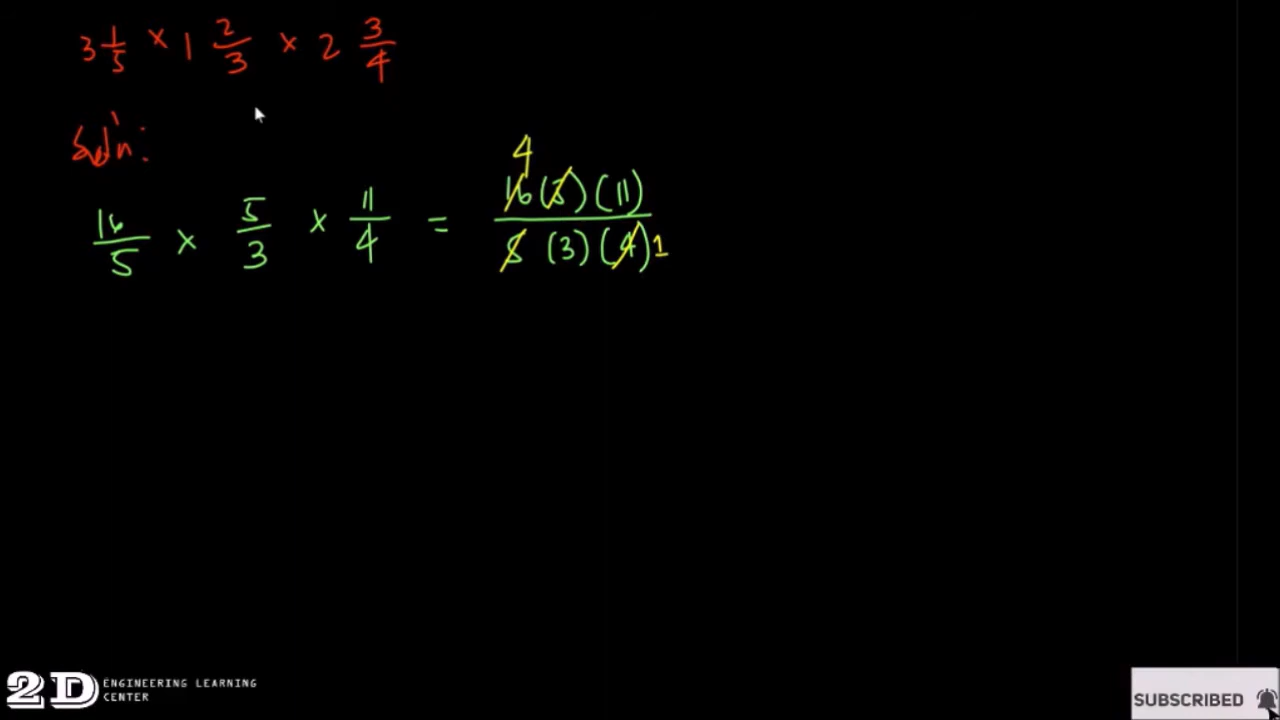 3 1/5 × 1 2/3 × 2 3/4
Sol'n:
4
16/5 × 5/3 × 11/4 = 16(5)(11) / 5(3)(4) 1
2D ENGINEERING LEARNING
CENTER
SUBSCRIBED